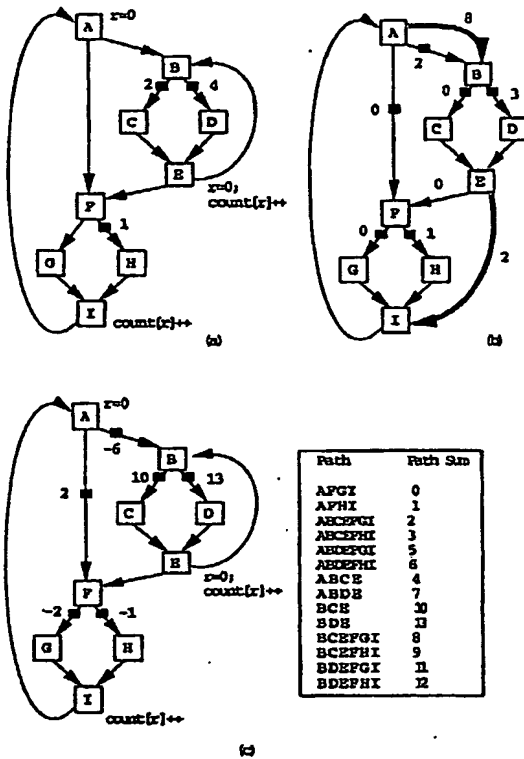 A r=0
B
2 4
C D
E
r=0;
count[r]++
F
1
G H
I
count[r]++
(a)
8
A
2
B
0 3
0
C D
E
0
F
0 1
2
G H
I
(b)
A r=0
-6
B
2 10 13
C D
E
r=0;
count[r]++
F
-2 -1
G H
I
count[r]++
(c)
Path Path Sum
AFGI 0
AFHI 1
ABCEFGI 2
ABCEFHI 3
ABDEFGI 5
ABDEFHI 6
ABCE 4
ABDE 7
BCE 10
BDE 13
BCEFGI 8
BCEFHI 9
BDEFGI 11
BDEFHI 12